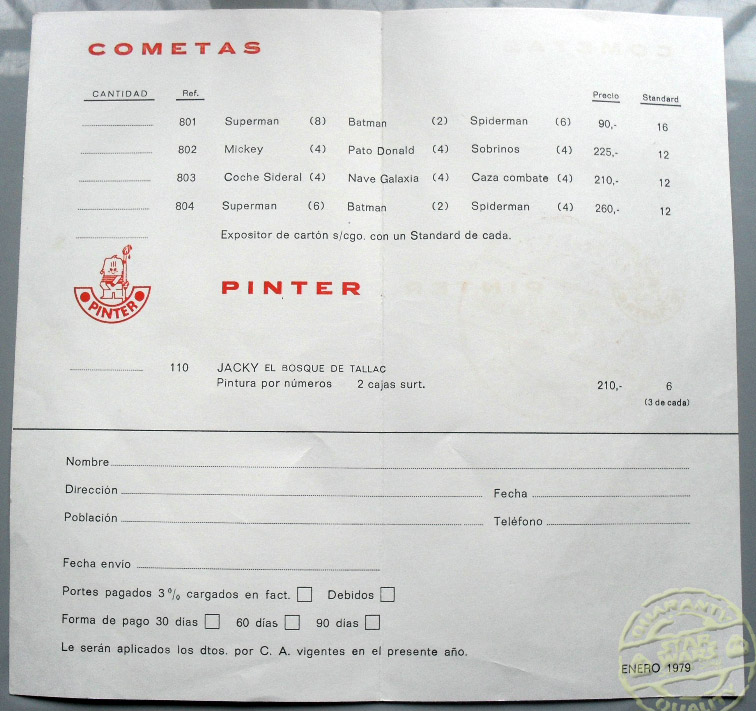 COMETAS
CANTIDAD Ref. Precio Standard
801 Superman (8) Batman (2) Spiderman (6) 90,- 16
802 Mickey (4) Pato Donald (4) Sobrinos (4) 225,- 12
803 Coche Sideral (4) Nave Galaxia (4) Caza combate (4) 210,- 12
804 Superman (6) Batman (2) Spiderman (4) 260,- 12
Expositor de cartón s/cgo. con un Standard de cada.
PINTER
PINTER
110 JACKY EL BOSQUE DE TALLAC
Pintura por números 2 cajas surt. 210,- 6
(3 de cada)
Nombre
Dirección Fecha
Población Teléfono
Fecha envío
Portes pagados 3% cargados en fact. Debidos
Forma de pago 30 días 60 días 90 días
Le serán aplicados los dtos. por C. A. vigentes en el presente año.
ENERO 1979
GUARANTY
QUALITY